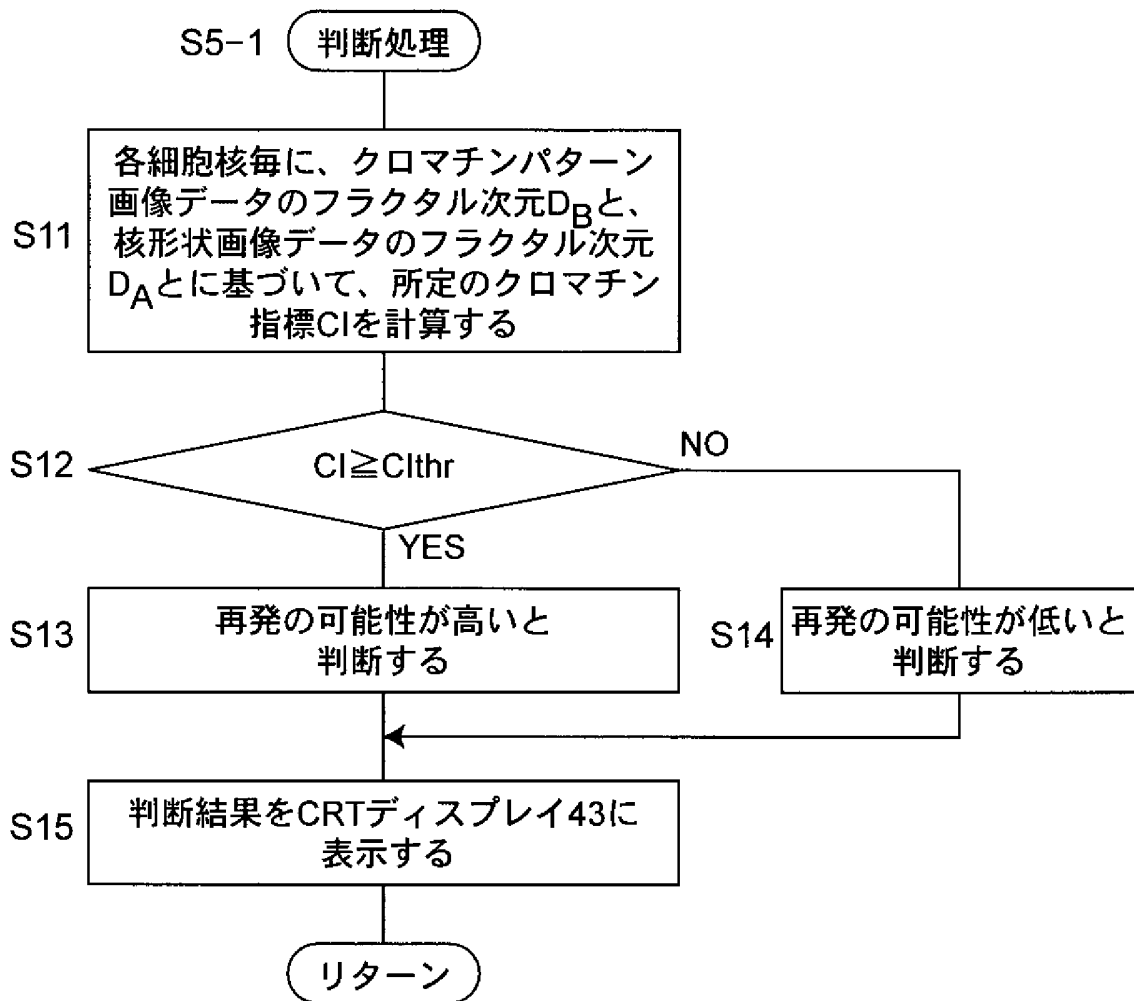 S5-1 判断処理
各細胞核毎に、クロマチンパターン
画像データのフラクタル次元DBと、
S11 核形状画像データのフラクタル次元
DAとに基づいて、所定のクロマチン
指標CIを計算する
S12 CI≧CIthr NO
YES
S13 再発の可能性が高いと
判断する
S14 再発の可能性が低いと
判断する
S15 判断結果をCRTディスプレイ43に
表示する
リターン